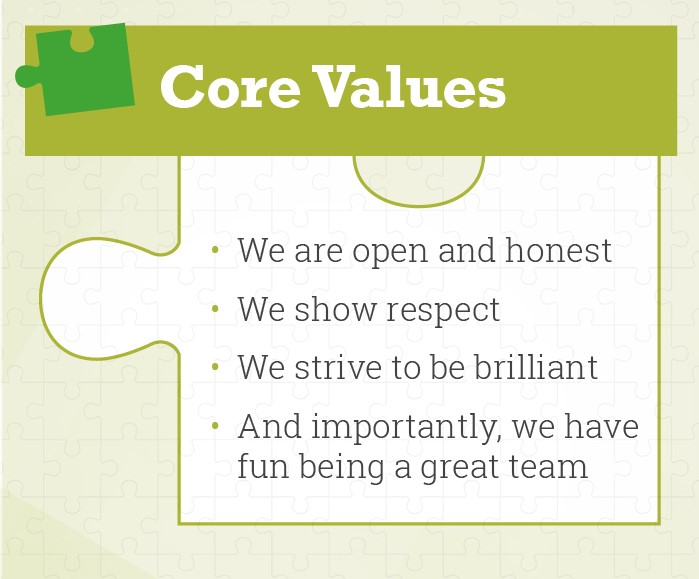 Core Values
• We are open and honest
• We show respect
• We strive to be brilliant
• And importantly, we have
fun being a great team